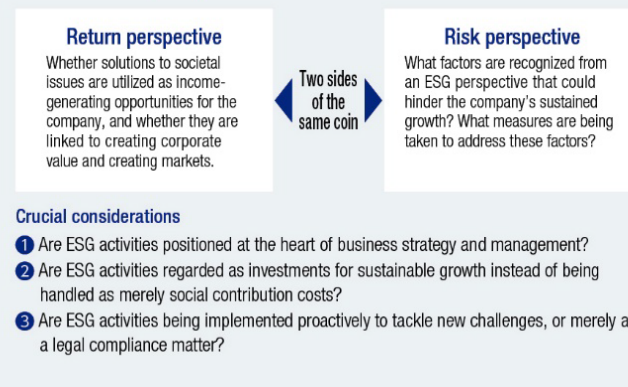 Return perspective
Whether solutions to societal
issues are utilized as income-
generating opportunities for the
company, and whether they are
linked to creating corporate
value and creating markets.
Two sides
of the
same coin
Risk perspective
What factors are recognized from
an ESG perspective that could
hinder the company's sustained
growth? What measures are being
taken to address these factors?
Crucial considerations
1 Are ESG activities positioned at the heart of business strategy and management?
2 Are ESG activities regarded as investments for sustainable growth instead of being
handled as merely social contribution costs?
3 Are ESG activities being implemented proactively to tackle new challenges, or merely
a legal compliance matter?